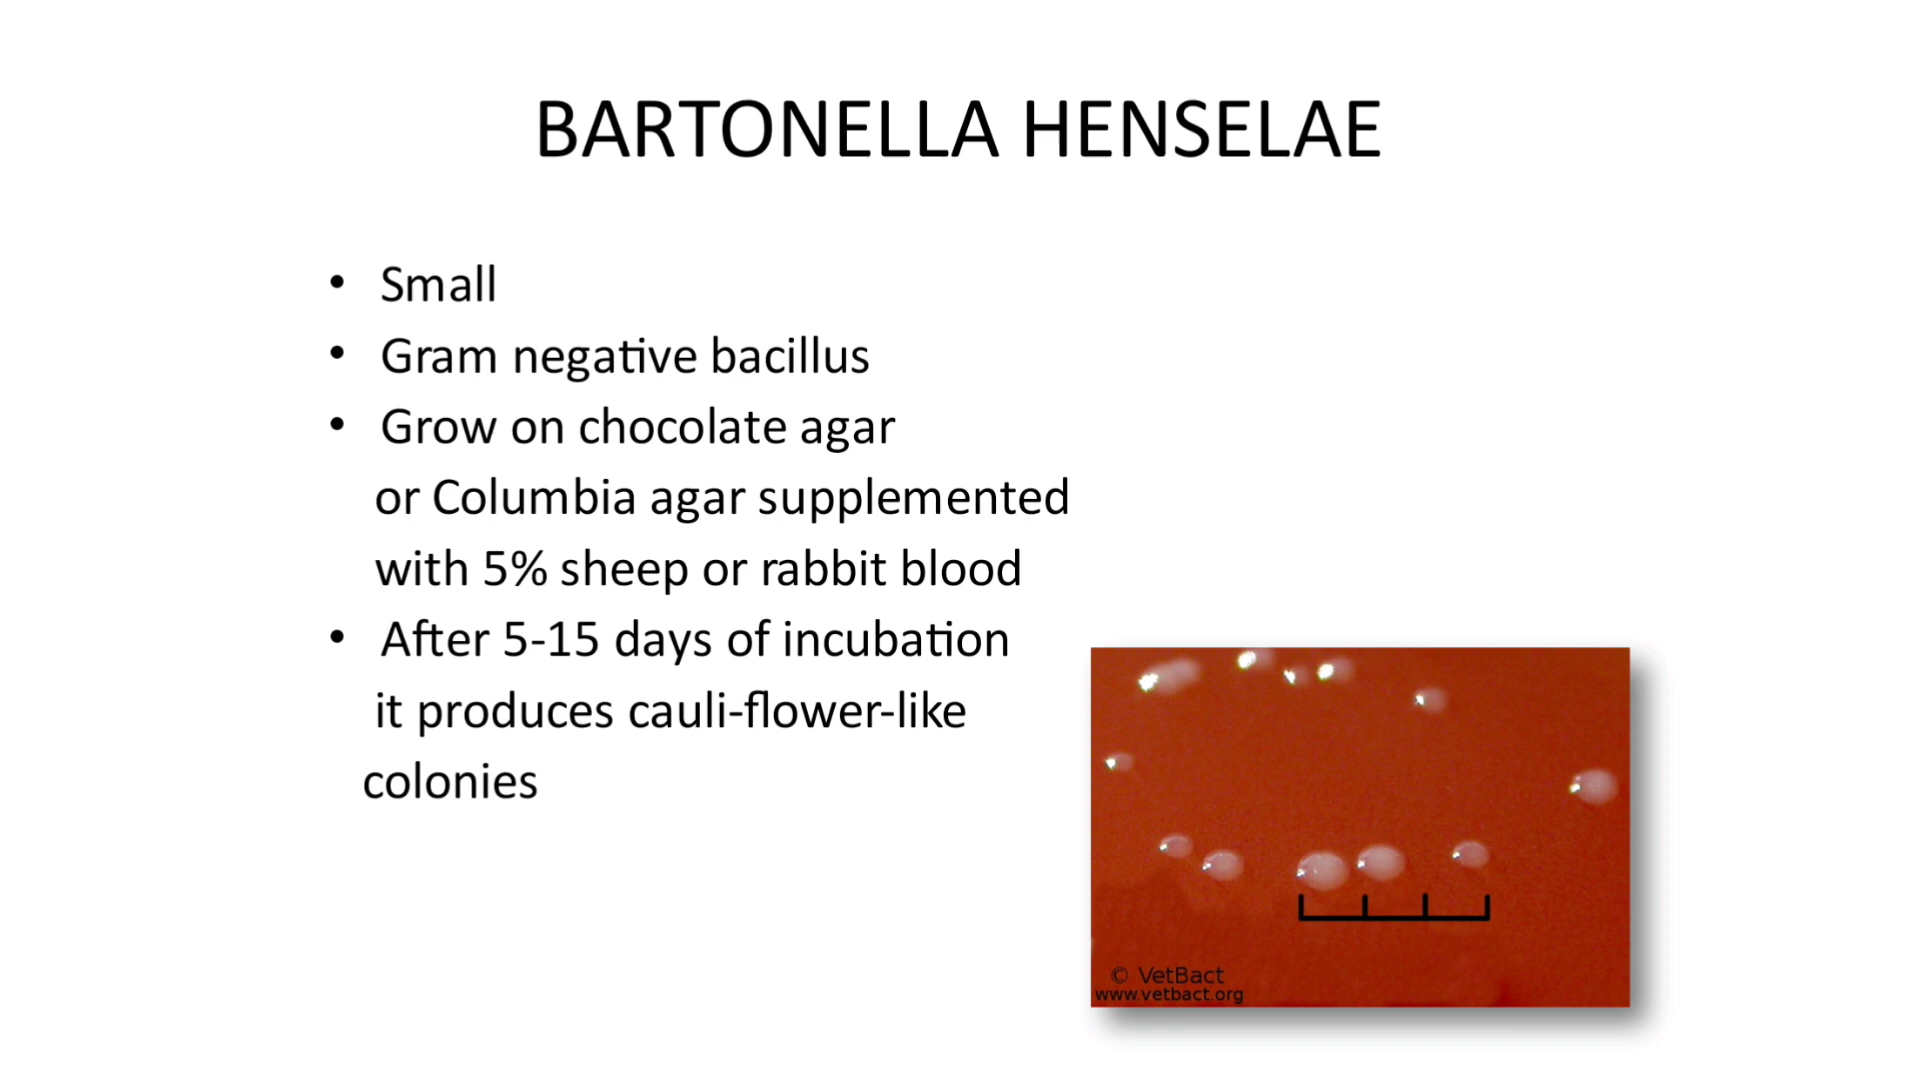 BARTONELLA HENSELAE
• Small
• Gram negative bacillus
• Grow on chocolate agar
or Columbia agar supplemented
with 5% sheep or rabbit blood
• After 5-15 days of incubation
it produces cauli-flower-like
colonies
© VetBact
www.vetbact.org